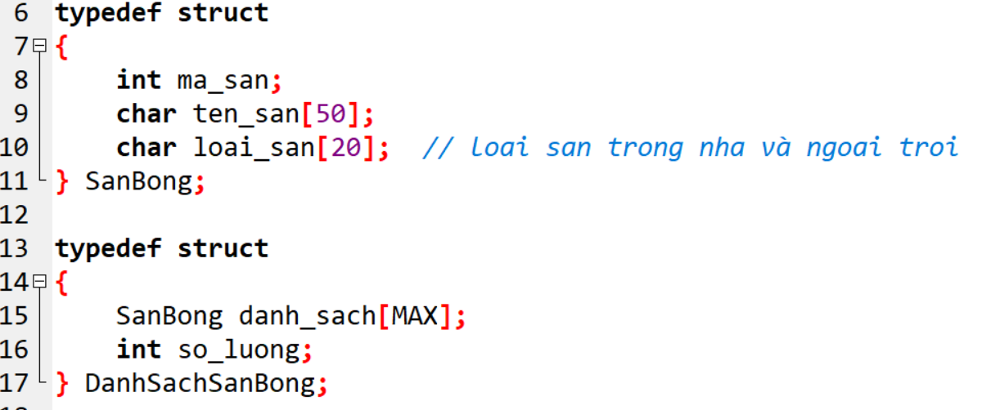 6 typedef struct
7 {
8 int ma_san;
9 char ten_san[50];
10 char loai_san[20]; // loai san trong nha và ngoai troi
11 } SanBong;
12
13 typedef struct
14 {
15 SanBong danh_sach[MAX];
16 int so_luong;
17 } DanhSachSanBong;